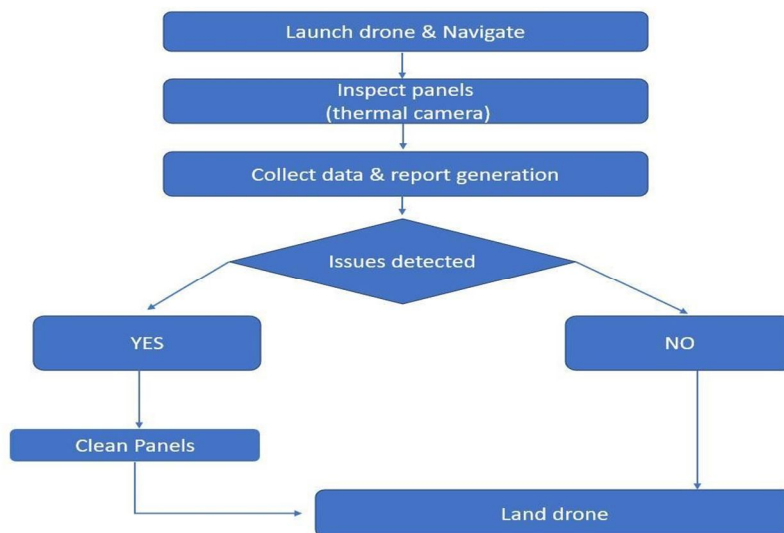 Launch drone & Navigate
Inspect panels
(thermal camera)
Collect data & report generation
Issues detected
YES
NO
Clean Panels
Land drone